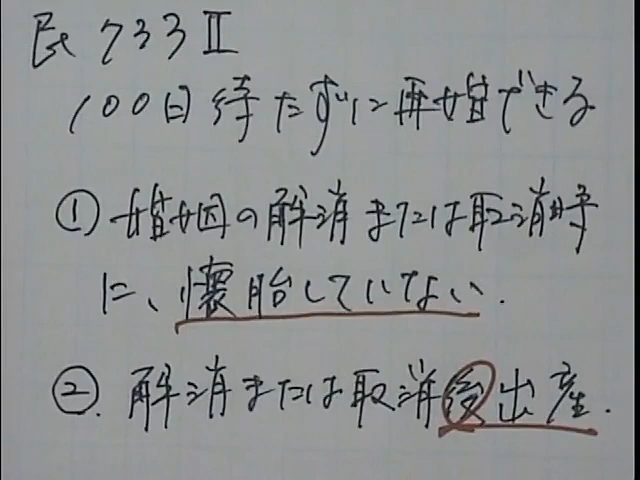 民733Ⅱ
100日待たずに再婚できる
①婚姻の解消または取消時
に、懐胎していない.
②.解消または取消後出産.